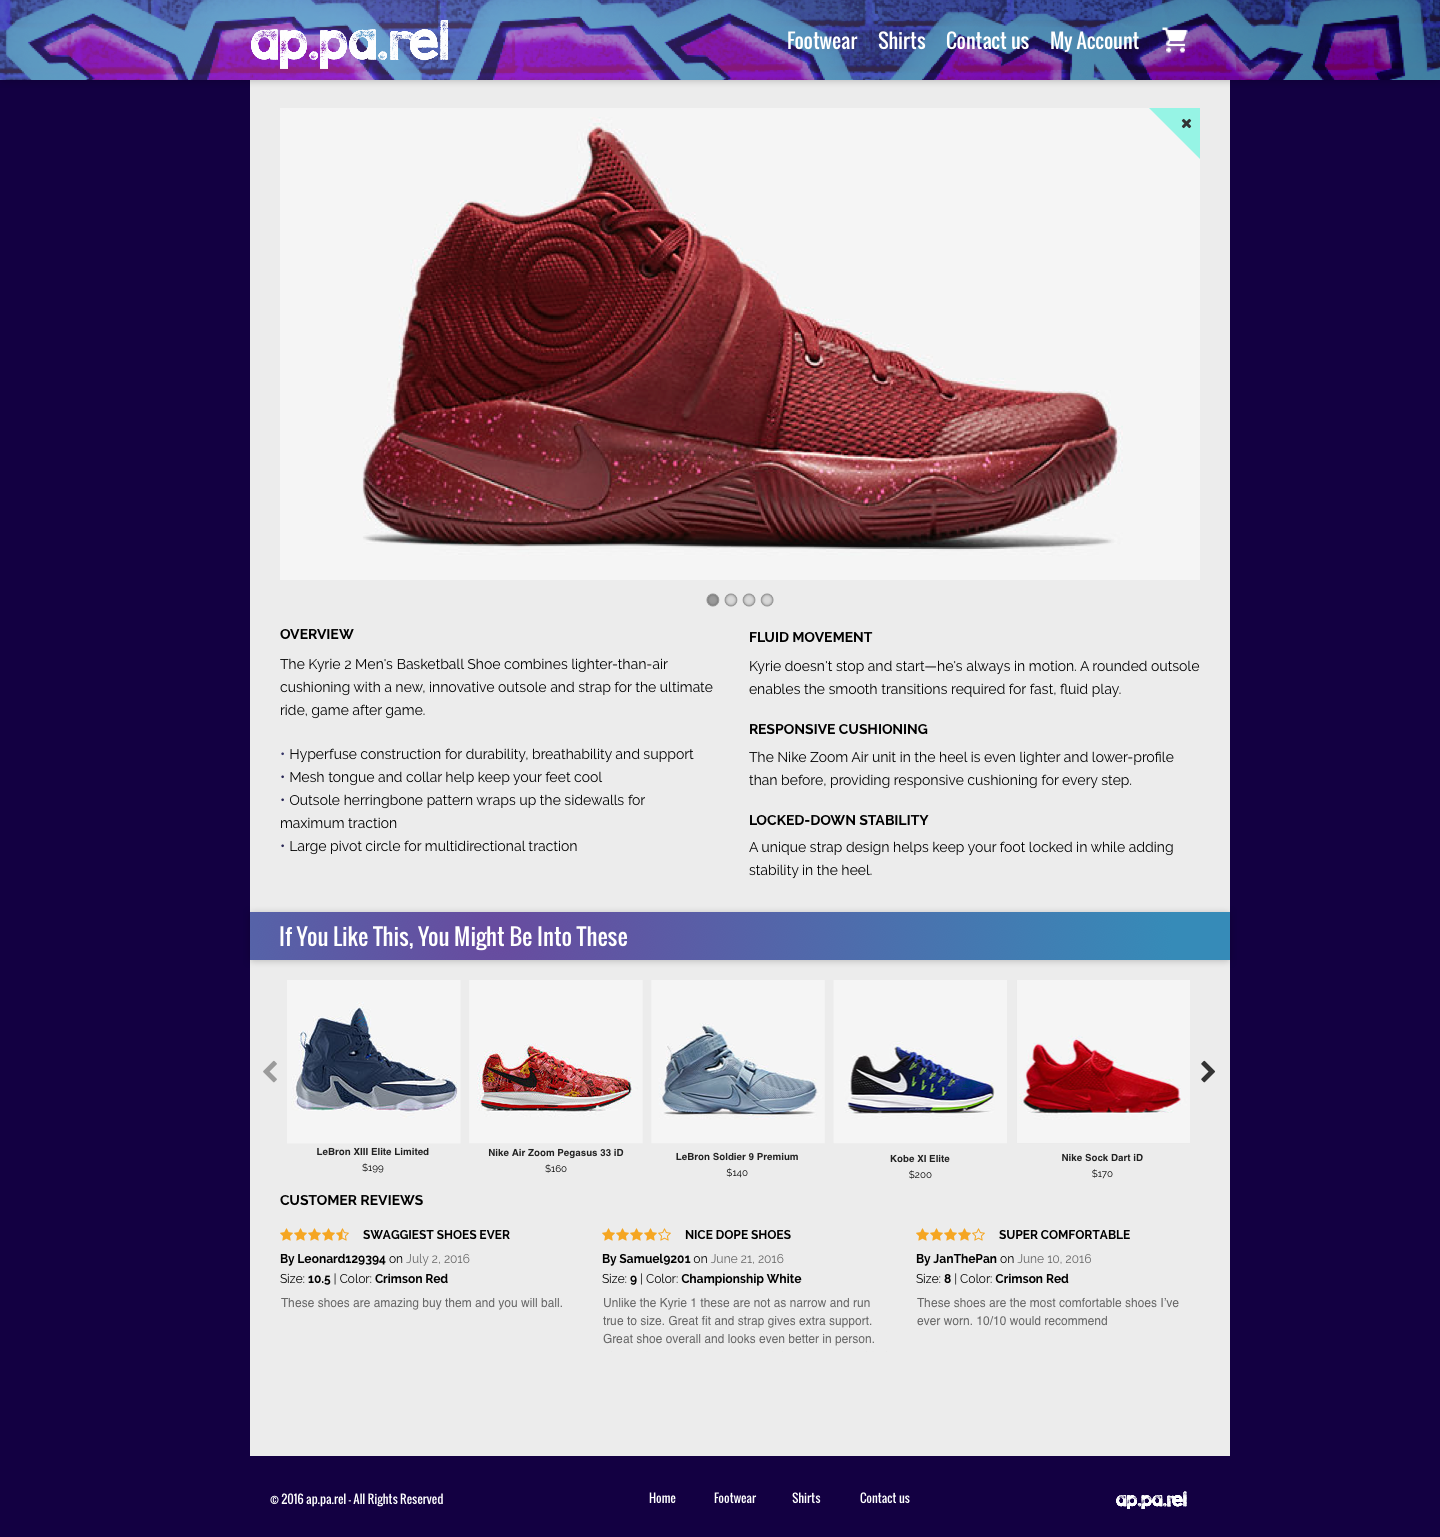 ap.pa.rel
Footwear Shirts Contact us My Account
OVERVIEW
The Kyrie 2 Men's Basketball Shoe combines lighter-than-air
cushioning with a new, innovative outsole and strap for the ultimate
ride, game after game.
• Hyperfuse construction for durability, breathability and support
• Mesh tongue and collar help keep your feet cool
• Outsole herringbone pattern wraps up the sidewalls for
maximum traction
• Large pivot circle for multidirectional traction
FLUID MOVEMENT
Kyrie doesn't stop and start—he's always in motion. A rounded outsole
enables the smooth transitions required for fast, fluid play.
RESPONSIVE CUSHIONING
The Nike Zoom Air unit in the heel is even lighter and lower-profile
than before, providing responsive cushioning for every step.
LOCKED-DOWN STABILITY
A unique strap design helps keep your foot locked in while adding
stability in the heel.
If You Like This, You Might Be Into These
LeBron XIII Elite Limited
$199
Nike Air Zoom Pegasus 33 iD
$160
LeBron Soldier 9 Premium
$140
Kobe XI Elite
$200
Nike Sock Dart iD
$170
CUSTOMER REVIEWS
SWAGGIEST SHOES EVER
By Leonard129394 on July 2, 2016
Size: 10.5 | Color: Crimson Red
These shoes are amazing buy them and you will ball.
NICE DOPE SHOES
By Samuel9201 on June 21, 2016
Size: 9 | Color: Championship White
Unlike the Kyrie 1 these are not as narrow and run
true to size. Great fit and strap gives extra support.
Great shoe overall and looks even better in person.
SUPER COMFORTABLE
By JanThePan on June 10, 2016
Size: 8 | Color: Crimson Red
These shoes are the most comfortable shoes I've
ever worn. 10/10 would recommend
© 2016 ap.pa.rel - All Rights Reserved
Home Footwear Shirts Contact us
ap.pa.rel